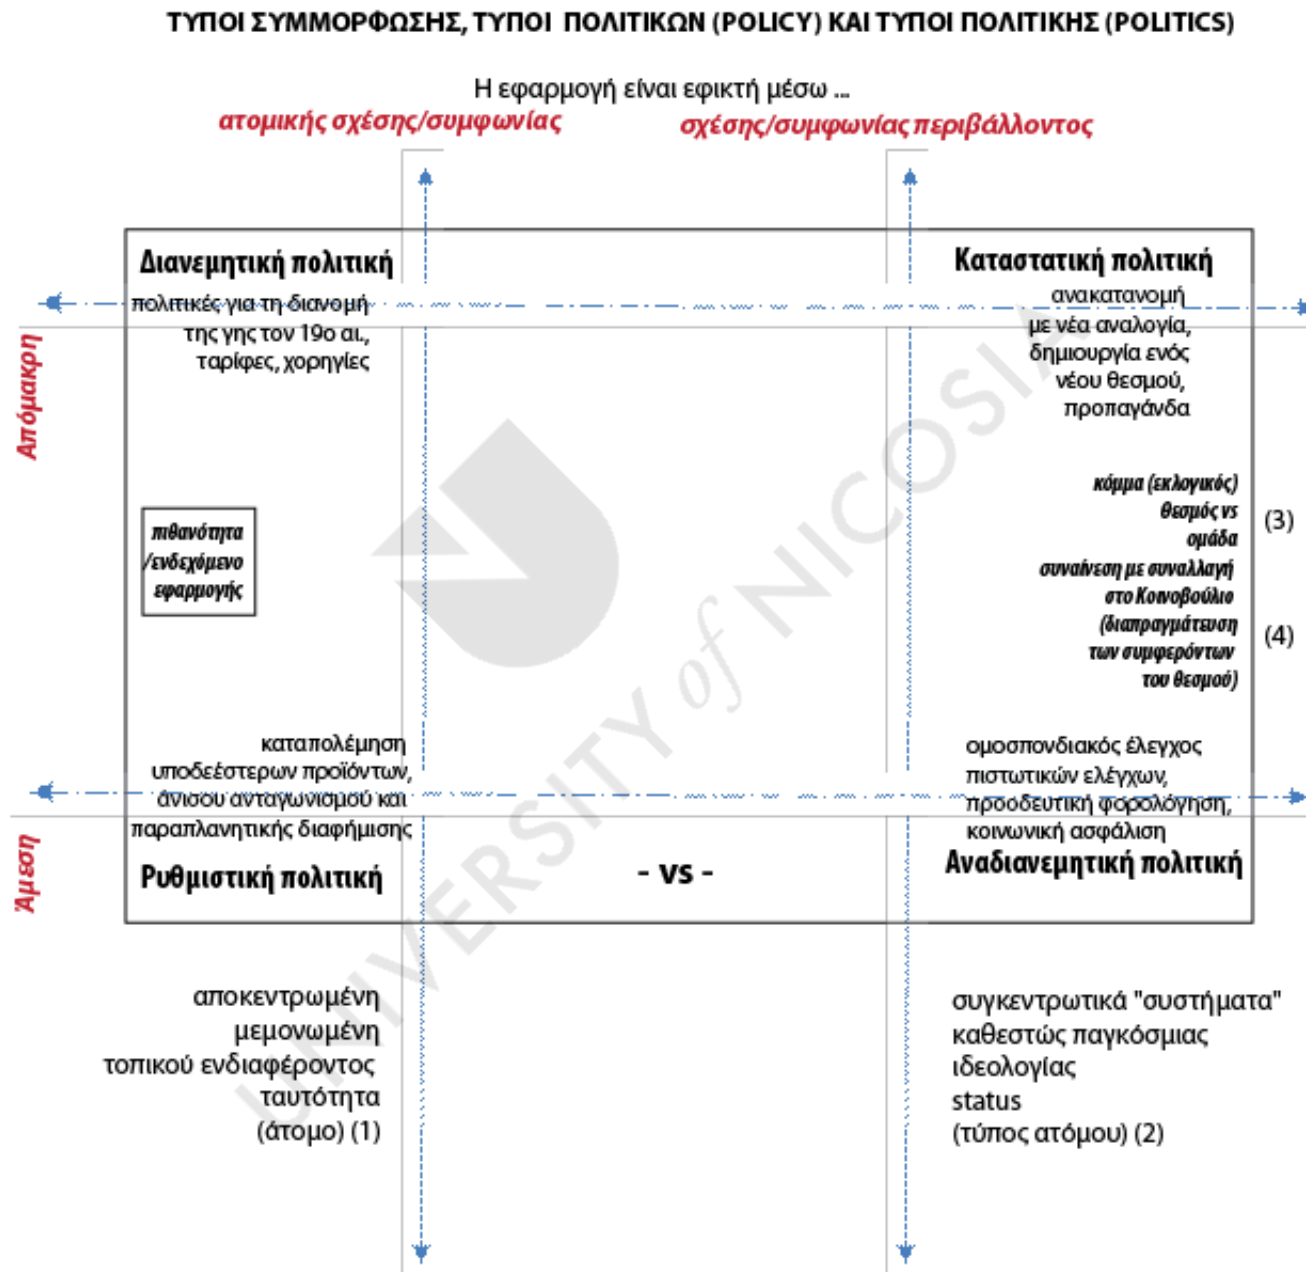 ΤΥΠΟΙ ΣΥΜΜΟΡΦΩΣΗΣ, ΤΥΠΟΙ ΠΟΛΙΤΙΚΩΝ (POLICY) ΚΑΙ ΤΥΠΟΙ ΠΟΛΙΤΙΚΗΣ (POLITICS)
Η εφαρμογή είναι εφικτή μέσω ...
ατομικής σχέσης/συμφωνίας
σχέσης/συμφωνίας περιβάλλοντος
Απόμακρη
Διανεμητική πολιτική
πολιτικές για τη διανομή
της γης τον 19ο αι.,
ταρίφες, χορηγίες
Καταστατική πολιτική
ανακατανομή
με νέα αναλογία,
δημιουργία ενός
νέου θεσμού,
προπαγάνδα
πιθανότητα
/ενδεχόμενο
εφαρμογής
κόμμα (εκλογικός)
θεσμός vs
ομάδα
συναίνεση με συναλλαγή
στο Κοινοβούλιο
(διαπραγμάτευση
των συμφερόντων
του θεσμού)
(3)
(4)
Άμεση
καταπολέμηση
υποδεέστερων προϊόντων,
άνισου ανταγωνισμού και
παραπλανητικής διαφήμισης
Ρυθμιστική πολιτική
- vs -
ομοσπονδιακός έλεγχος
πιστωτικών ελέγχων,
προοδευτική φορολόγηση,
κοινωνική ασφάλιση
Αναδιανεμητική πολιτική
αποκεντρωμένη
μεμονωμένη
τοπικού ενδιαφέροντος
ταυτότητα
(άτομο) (1)
συγκεντρωτικά "συστήματα"
καθεστώς παγκόσμιας
ιδεολογίας
status
(τύπος ατόμου) (2)
UNIVERSITY of NICOSIA